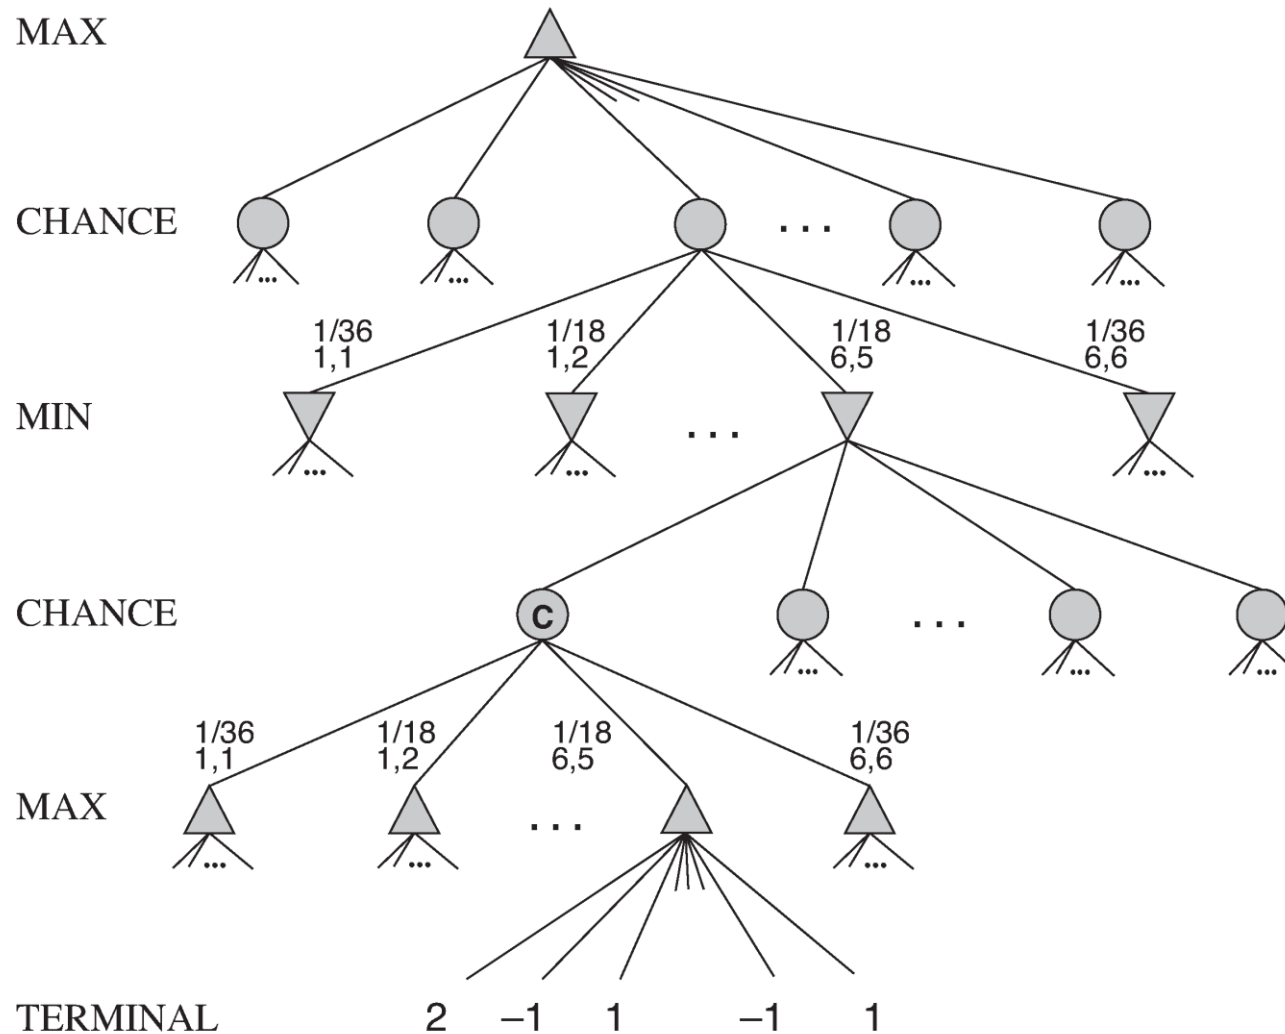 MAX
CHANCE
. . .
... ... ... ... ...
1/36 1/18 1/18 1/36
1,1 1,2 6,5 6,6
MIN
. . .
... ... ...
CHANCE C
. . .
... ... ...
1/36 1/18 1/18 1/36
1,1 1,2 6,5 6,6
MAX
. . .
... ... ...
TERMINAL 2 –1 1 –1 1